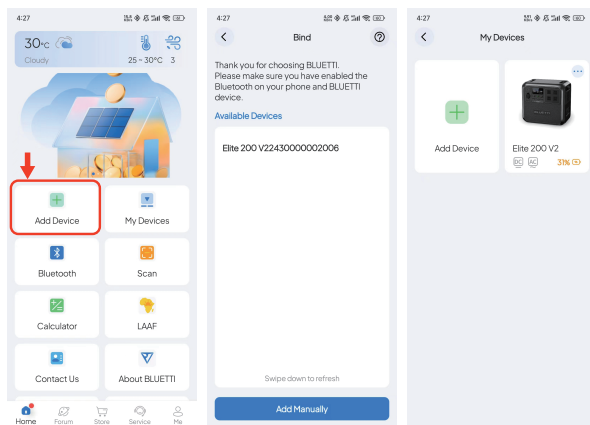 4:27
30°C
Cloudy
25 ~ 30°C 3
Add Device
My Devices
Bluetooth
Scan
Calculator
LAAF
Contact Us
About BLUETTI
Home
Forum
Store
Service
Me
4:27
Bind
Thank you for choosing BLUETTI.
Please make sure you have enabled the
Bluetooth on your phone and BLUETTI
device.
Available Devices
Elite 200 V22430000002006
Swipe down to refresh
Add Manually
4:27
My Devices
Add Device
Elite 200 V2
DC AC 31%